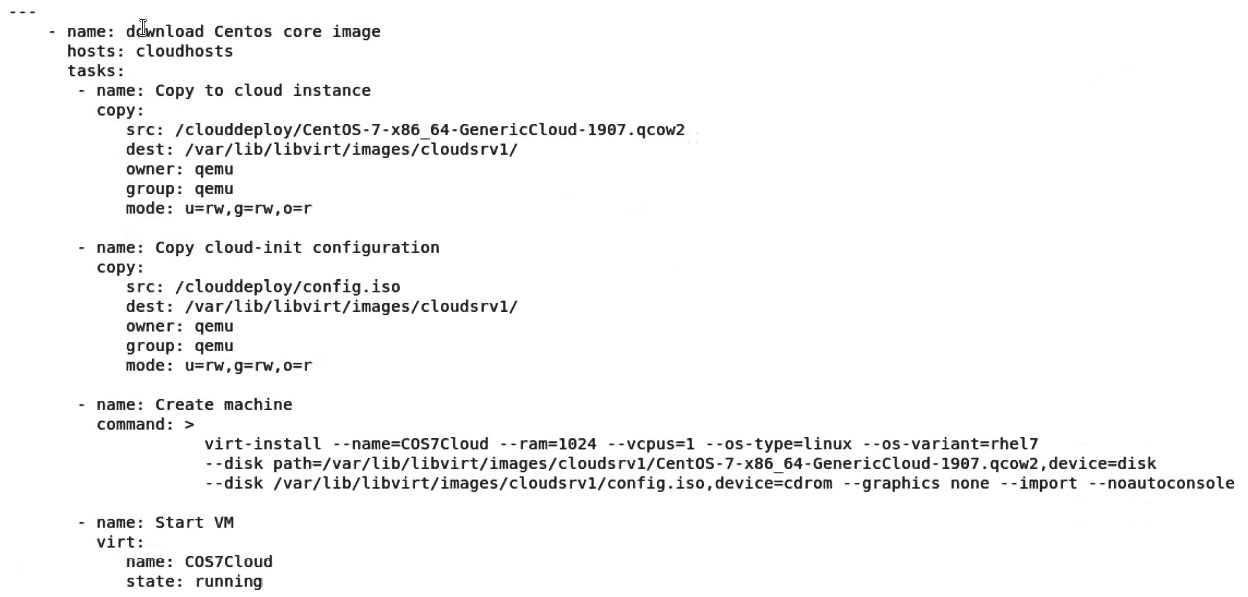 ---
- name: download Centos core image
hosts: cloudhosts
tasks:
- name: Copy to cloud instance
copy:
src: /clouddeploy/CentOS-7-x86_64-GenericCloud-1907.qcow2
dest: /var/lib/libvirt/images/cloudsrv1/
owner: qemu
group: qemu
mode: u=rw,g=rw,o=r
- name: Copy cloud-init configuration
copy:
src: /clouddeploy/config.iso
dest: /var/lib/libvirt/images/cloudsrv1/
owner: qemu
group: qemu
mode: u=rw,g=rw,o=r
- name: Create machine
command: >
virt-install --name=COS7Cloud --ram=1024 --vcpus=1 --os-type=linux --os-variant=rhel7
--disk path=/var/lib/libvirt/images/cloudsrv1/CentOS-7-x86_64-GenericCloud-1907.qcow2,device=disk
--disk /var/lib/libvirt/images/cloudsrv1/config.iso,device=cdrom --graphics none --import --noautoconsole
- name: Start VM
virt:
name: COS7Cloud
state: running